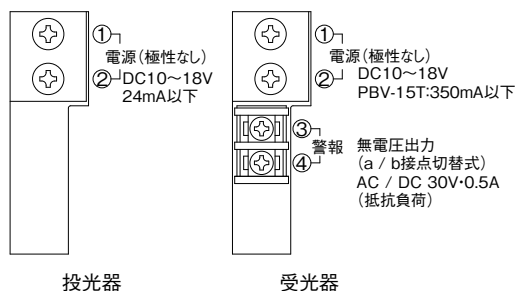 ①
電源(極性なし)
②
DC10～18V
24mA以下
①
電源(極性なし)
②
DC10～18V
PBV-15T:350mA以下
③
警報
④
無電圧出力
(a / b接点切替式)
AC / DC 30V・0.5A
(抵抗負荷)
投光器
受光器